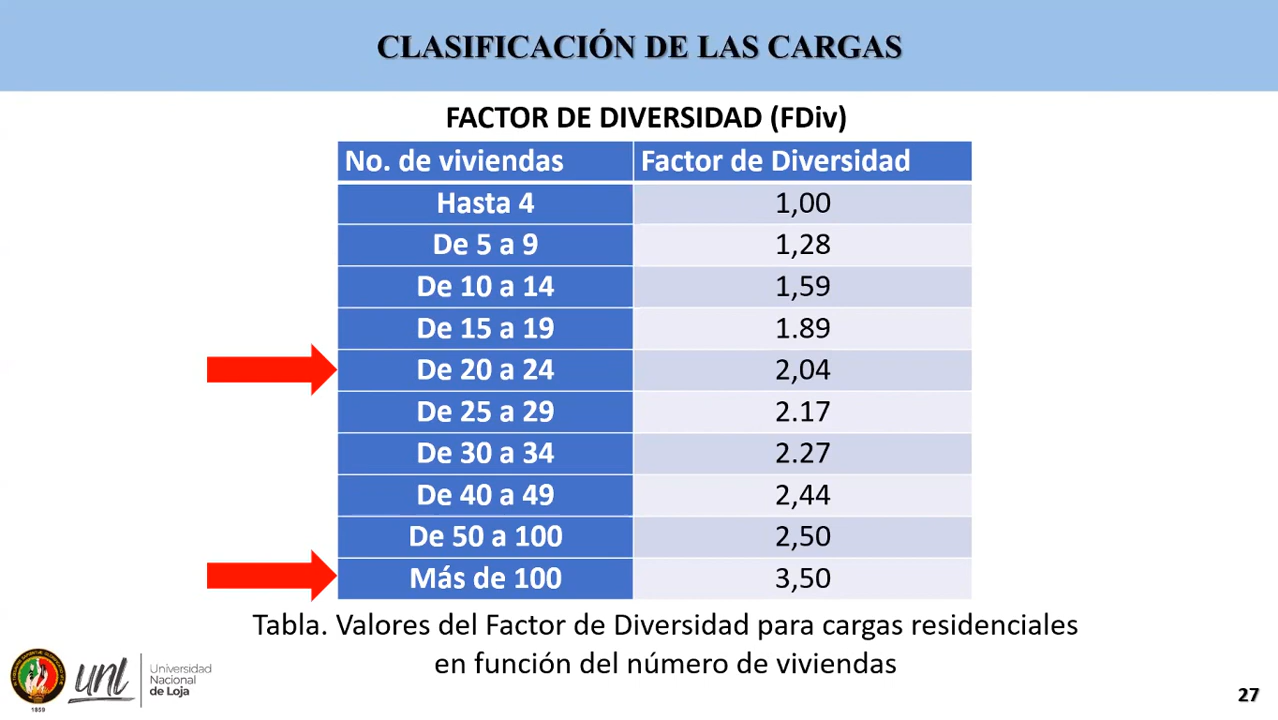 CLASIFICACIÓN DE LAS CARGAS
FACTOR DE DIVERSIDAD (FDiv)
No. de viviendas Factor de Diversidad
Hasta 4 1,00
De 5 a 9 1,28
De 10 a 14 1,59
De 15 a 19 1.89
De 20 a 24 2,04
De 25 a 29 2.17
De 30 a 34 2.27
De 40 a 49 2,44
De 50 a 100 2,50
Más de 100 3,50
Tabla. Valores del Factor de Diversidad para cargas residenciales
en función del número de viviendas
1859
unl
Universidad
Nacional
de Loja
27